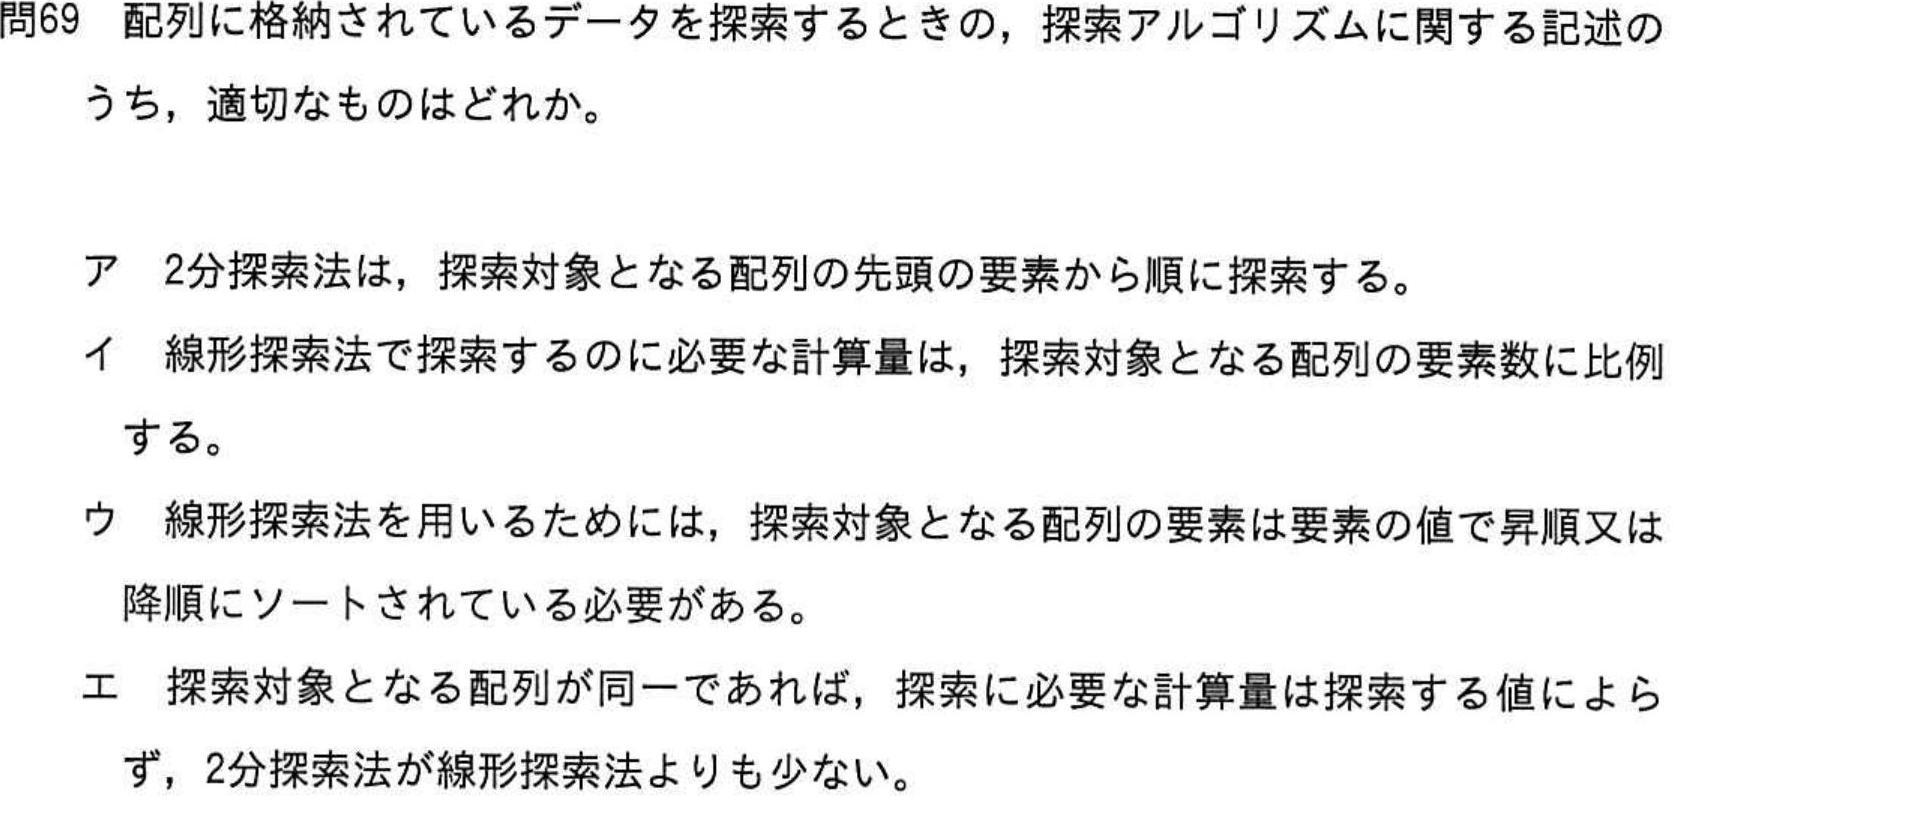 問69 配列に格納されているデータを探索するときの，探索アルゴリズムに関する記述の
うち，適切なものはどれか。
ア 2分探索法は，探索対象となる配列の先頭の要素から順に探索する。
イ 線形探索法で探索するのに必要な計算量は，探索対象となる配列の要素数に比例
する。
ウ 線形探索法を用いるためには，探索対象となる配列の要素は要素の値で昇順又は
降順にソートされている必要がある。
エ 探索対象となる配列が同一であれば，探索に必要な計算量は探索する値によら
ず，2分探索法が線形探索法よりも少ない。